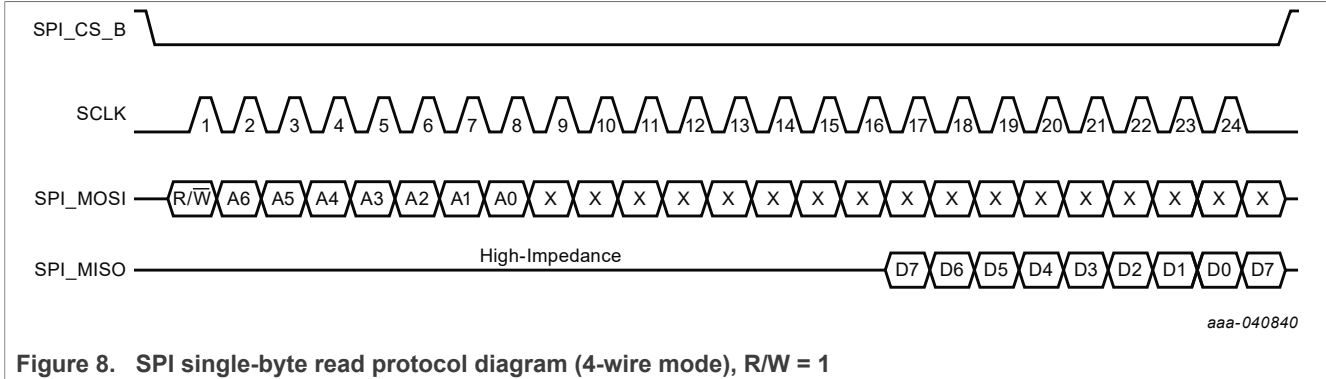 SPI_CS_B
SCLK 1 2 3 4 5 6 7 8 9 10 11 12 13 14 15 16 17 18 19 20 21 22 23 24
SPI_MOSI R/W̅ A6 A5 A4 A3 A2 A1 A0 X X X X X X X X X X X X X X X X X
SPI_MISO High-Impedance D7 D6 D5 D4 D3 D2 D1 D0 D7
aaa-040840
Figure 8. SPI single-byte read protocol diagram (4-wire mode), R/W = 1